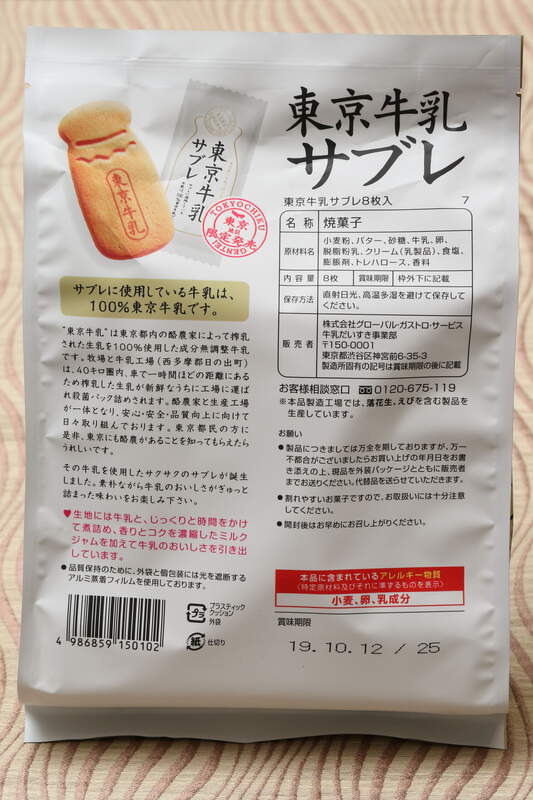 東京牛乳
サブレ
東京牛乳
東京牛乳
サブレ
TOKYOCHIKU
東京
地区
限定発売
GENTEI
サブレに使用している牛乳は、
100%東京牛乳です。
"東京牛乳"は東京都内の酪農家によって搾乳
された生乳を100%使用した成分無調整牛乳
です。牧場と牛乳工場(西多摩郡日の出町)
は、40キロ圏内、車で一時間ほどの距離にある
ため搾乳した生乳が新鮮なうちに工場に運ば
れ殺菌パック詰めされます。酪農家と生産工場
が一体となり、安心・安全・品質向上に向けて
日々取り組んでおります。東京都民の方に
是非、東京にも酪農があることを知ってもらえたら
うれしいです。
その牛乳を使用したサクサクのサブレが誕生
しました。素朴ながら牛乳のおいしさがぎゅっと
詰まった味わいをお楽しみ下さい。
♥生地には牛乳と、じっくりと時間をかけ
て煮詰め、香りとコクを濃縮したミルク
ジャムを加えて牛乳のおいしさを引き出
しています。
●品質保持のために、外袋と個包装には光を遮断する
アルミ蒸着フィルムを使用しております。
4 986859 150102
プラ
プラスティック
クッション
外袋
紙
仕切り
東京牛乳サブレ8枚入 7
名称 焼菓子
原材料名 小麦粉、バター、砂糖、牛乳、卵、
脱脂粉乳、クリーム(乳製品)、食塩、
膨脹剤、トレハロース、香料
内容量 8枚 賞味期限 枠外下に記載
保存方法 直射日光、高温多湿を避けて保存して
ください。
販売者 株式会社グローバル・ガストロ・サービス
牛乳だいすき事業部
〒150-0001
東京都渋谷区神宮前6-35-3
製造所固有の記号は賞味期限の後に記載
お客様相談窓口 0120-675-119
※本品製造工場では、落花生、えびを含む製品を
生産しています。
お願い
●製品につきましては万全を期しておりますが、万一
不都合がございましたらお買い上げの年月日をお書
き添えの上、現品を外装パッケージとともに販売者
までお送りください。代替品を送らせていただきます。
●割れやすいお菓子ですので、お取扱いには十分注意
してください。
●開封後はお早めにお召し上がりください。
本品に含まれているアレルギー物質
(特定原材料及びそれに準ずるものを表示)
小麦、卵、乳成分
賞味期限
19.10.12 / 25